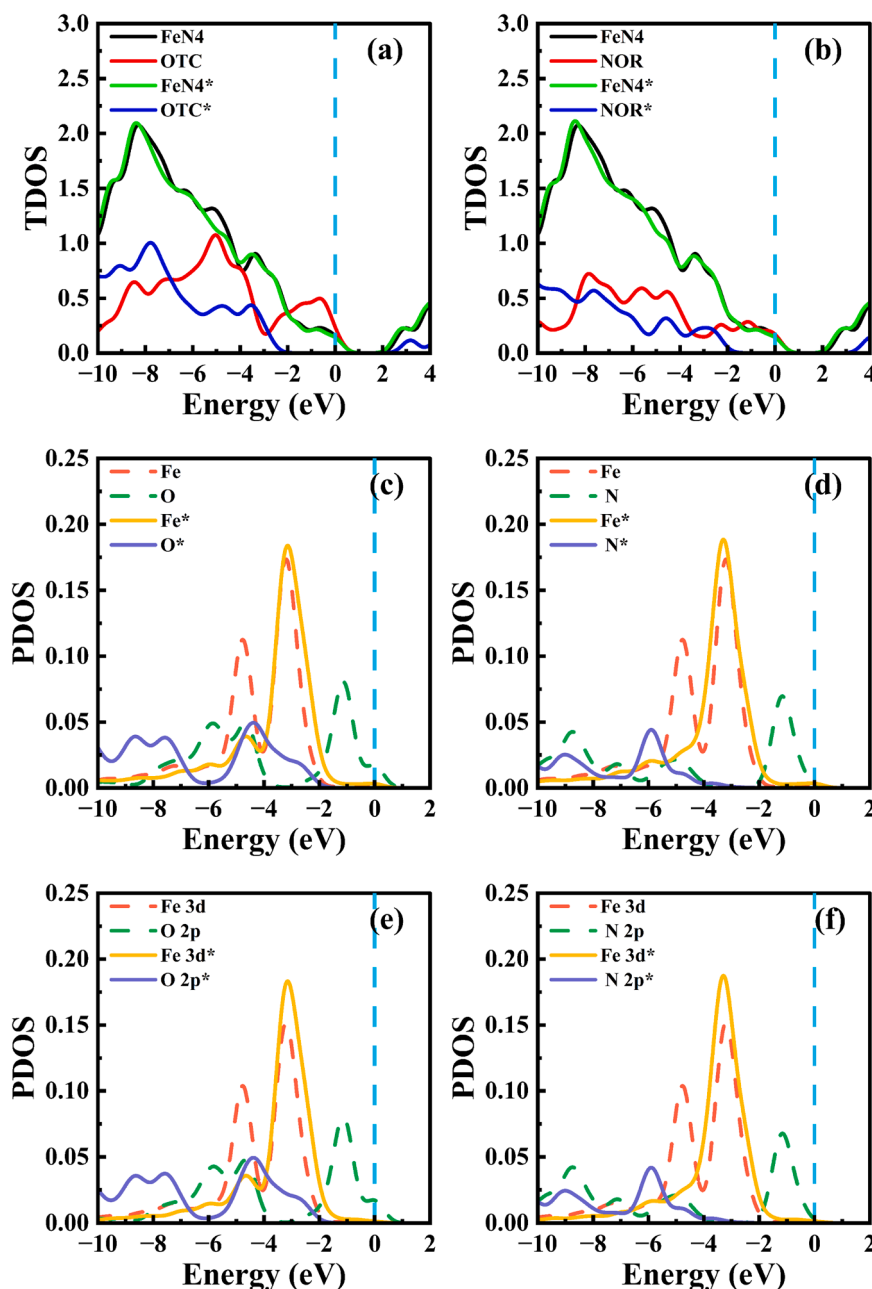 (a)
FeN4
OTC
FeN4*
OTC*
TDOS
3.0
2.5
2.0
1.5
1.0
0.5
0.0
−10 −8 −6 −4 −2 0 2 4
Energy (eV)
(b)
FeN4
NOR
FeN4*
NOR*
TDOS
3.0
2.5
2.0
1.5
1.0
0.5
0.0
−10 −8 −6 −4 −2 0 2 4
Energy (eV)
(c)
Fe
O
Fe*
O*
PDOS
0.25
0.20
0.15
0.10
0.05
0.00
−10 −8 −6 −4 −2 0 2
Energy (eV)
(d)
Fe
N
Fe*
N*
PDOS
0.25
0.20
0.15
0.10
0.05
0.00
−10 −8 −6 −4 −2 0 2
Energy (eV)
(e)
Fe 3d
O 2p
Fe 3d*
O 2p*
PDOS
0.25
0.20
0.15
0.10
0.05
0.00
−10 −8 −6 −4 −2 0 2
Energy (eV)
(f)
Fe 3d
N 2p
Fe 3d*
N 2p*
PDOS
0.25
0.20
0.15
0.10
0.05
0.00
−10 −8 −6 −4 −2 0 2
Energy (eV)